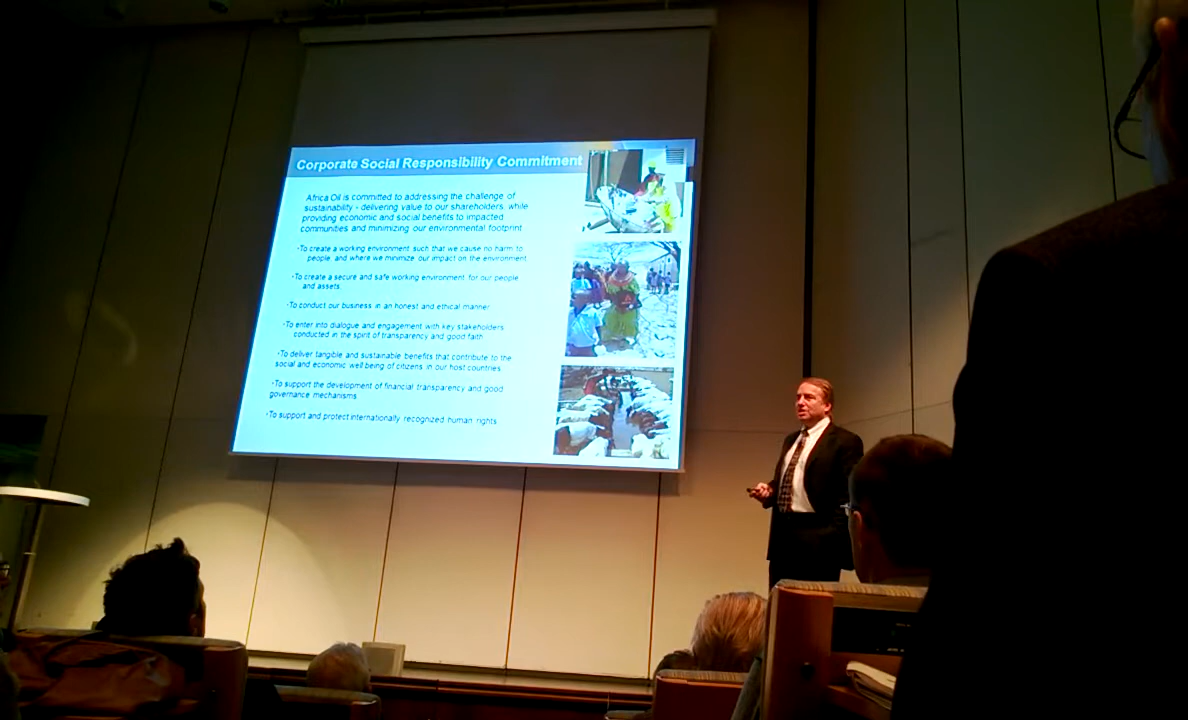 Corporate Social Responsibility Commitment
Africa Oil is committed to addressing the challenge of
sustainability - delivering value to our shareholders, while
providing economic and social benefits to impacted
communities and minimizing our environmental footprint.
•To create a working environment such that we cause no harm to
people, and where we minimize our impact on the environment.
•To create a secure and safe working environment for our people
and assets.
•To conduct our business in an honest and ethical manner.
•To enter into dialogue and engagement with key stakeholders,
conducted in the spirit of transparency and good faith.
•To deliver tangible and sustainable benefits that contribute to the
social and economic well being of citizens in our host countries.
•To support the development of financial transparency and good
governance mechanisms.
•To support and protect internationally recognized human rights.